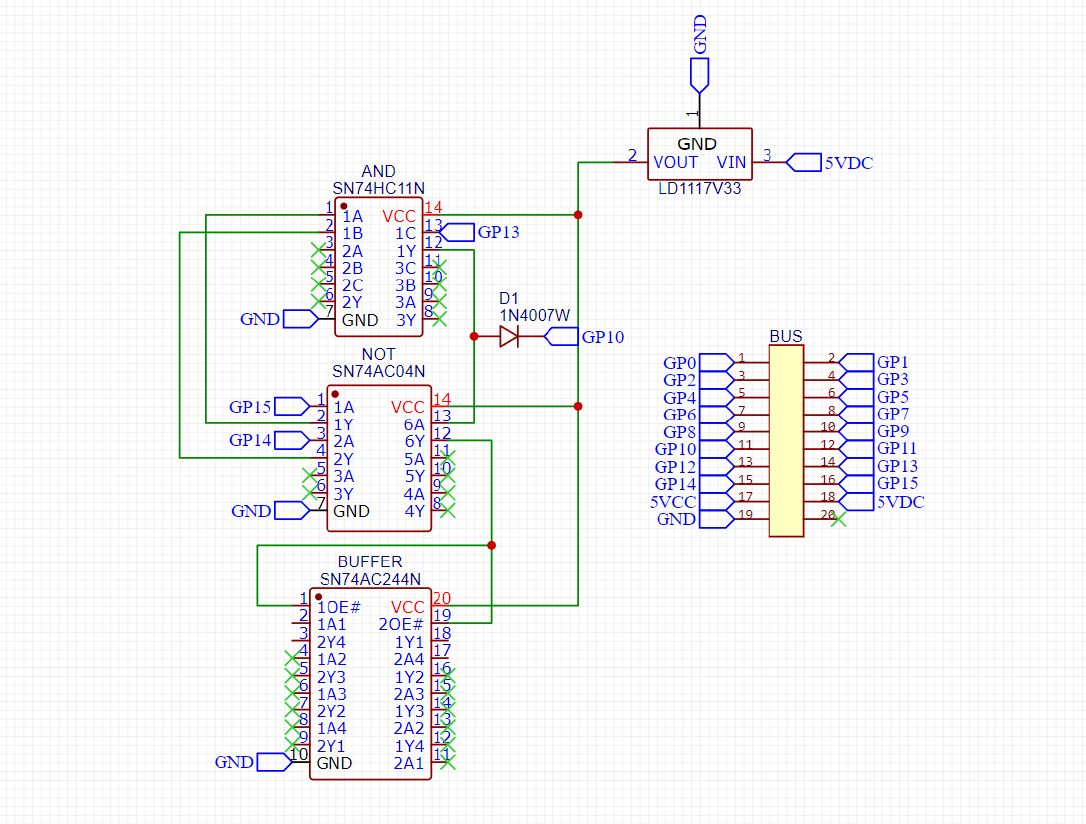 GND
1
GND
2 VOUT VIN 3 5VDC
LD1117V33
AND
SN74HC11N
1 1A VCC 14
2 1B 1C 13 GP13
3 2A 1Y 12
4 2B 3C 11
5 2C 3B 10
6 2Y 3A 9
GND 7 GND 3Y 8
D1
1N4007W
GP10
NOT
SN74AC04N
GP15 1 1A VCC 14
2 1Y 6A 13
GP14 3 2A 6Y 12
4 2Y 5A 11
5 3A 5Y 10
6 3Y 4A 9
GND 7 GND 4Y 8
BUFFER
SN74AC244N
1 1OE# VCC 20
2 1A1 2OE# 19
3 2Y4 1Y1 18
4 1A2 2A4 17
5 2Y3 1Y2 16
6 1A3 2A3 15
7 2Y2 1Y3 14
8 1A4 2A2 13
9 2Y1 1Y4 12
GND 10 GND 2A1 11
BUS
GP0 1 2 GP1
GP2 3 4 GP3
GP4 5 6 GP5
GP6 7 8 GP7
GP8 9 10 GP9
GP10 11 12 GP11
GP12 13 14 GP13
GP14 15 16 GP15
5VCC 17 18 5VDC
GND 19 20